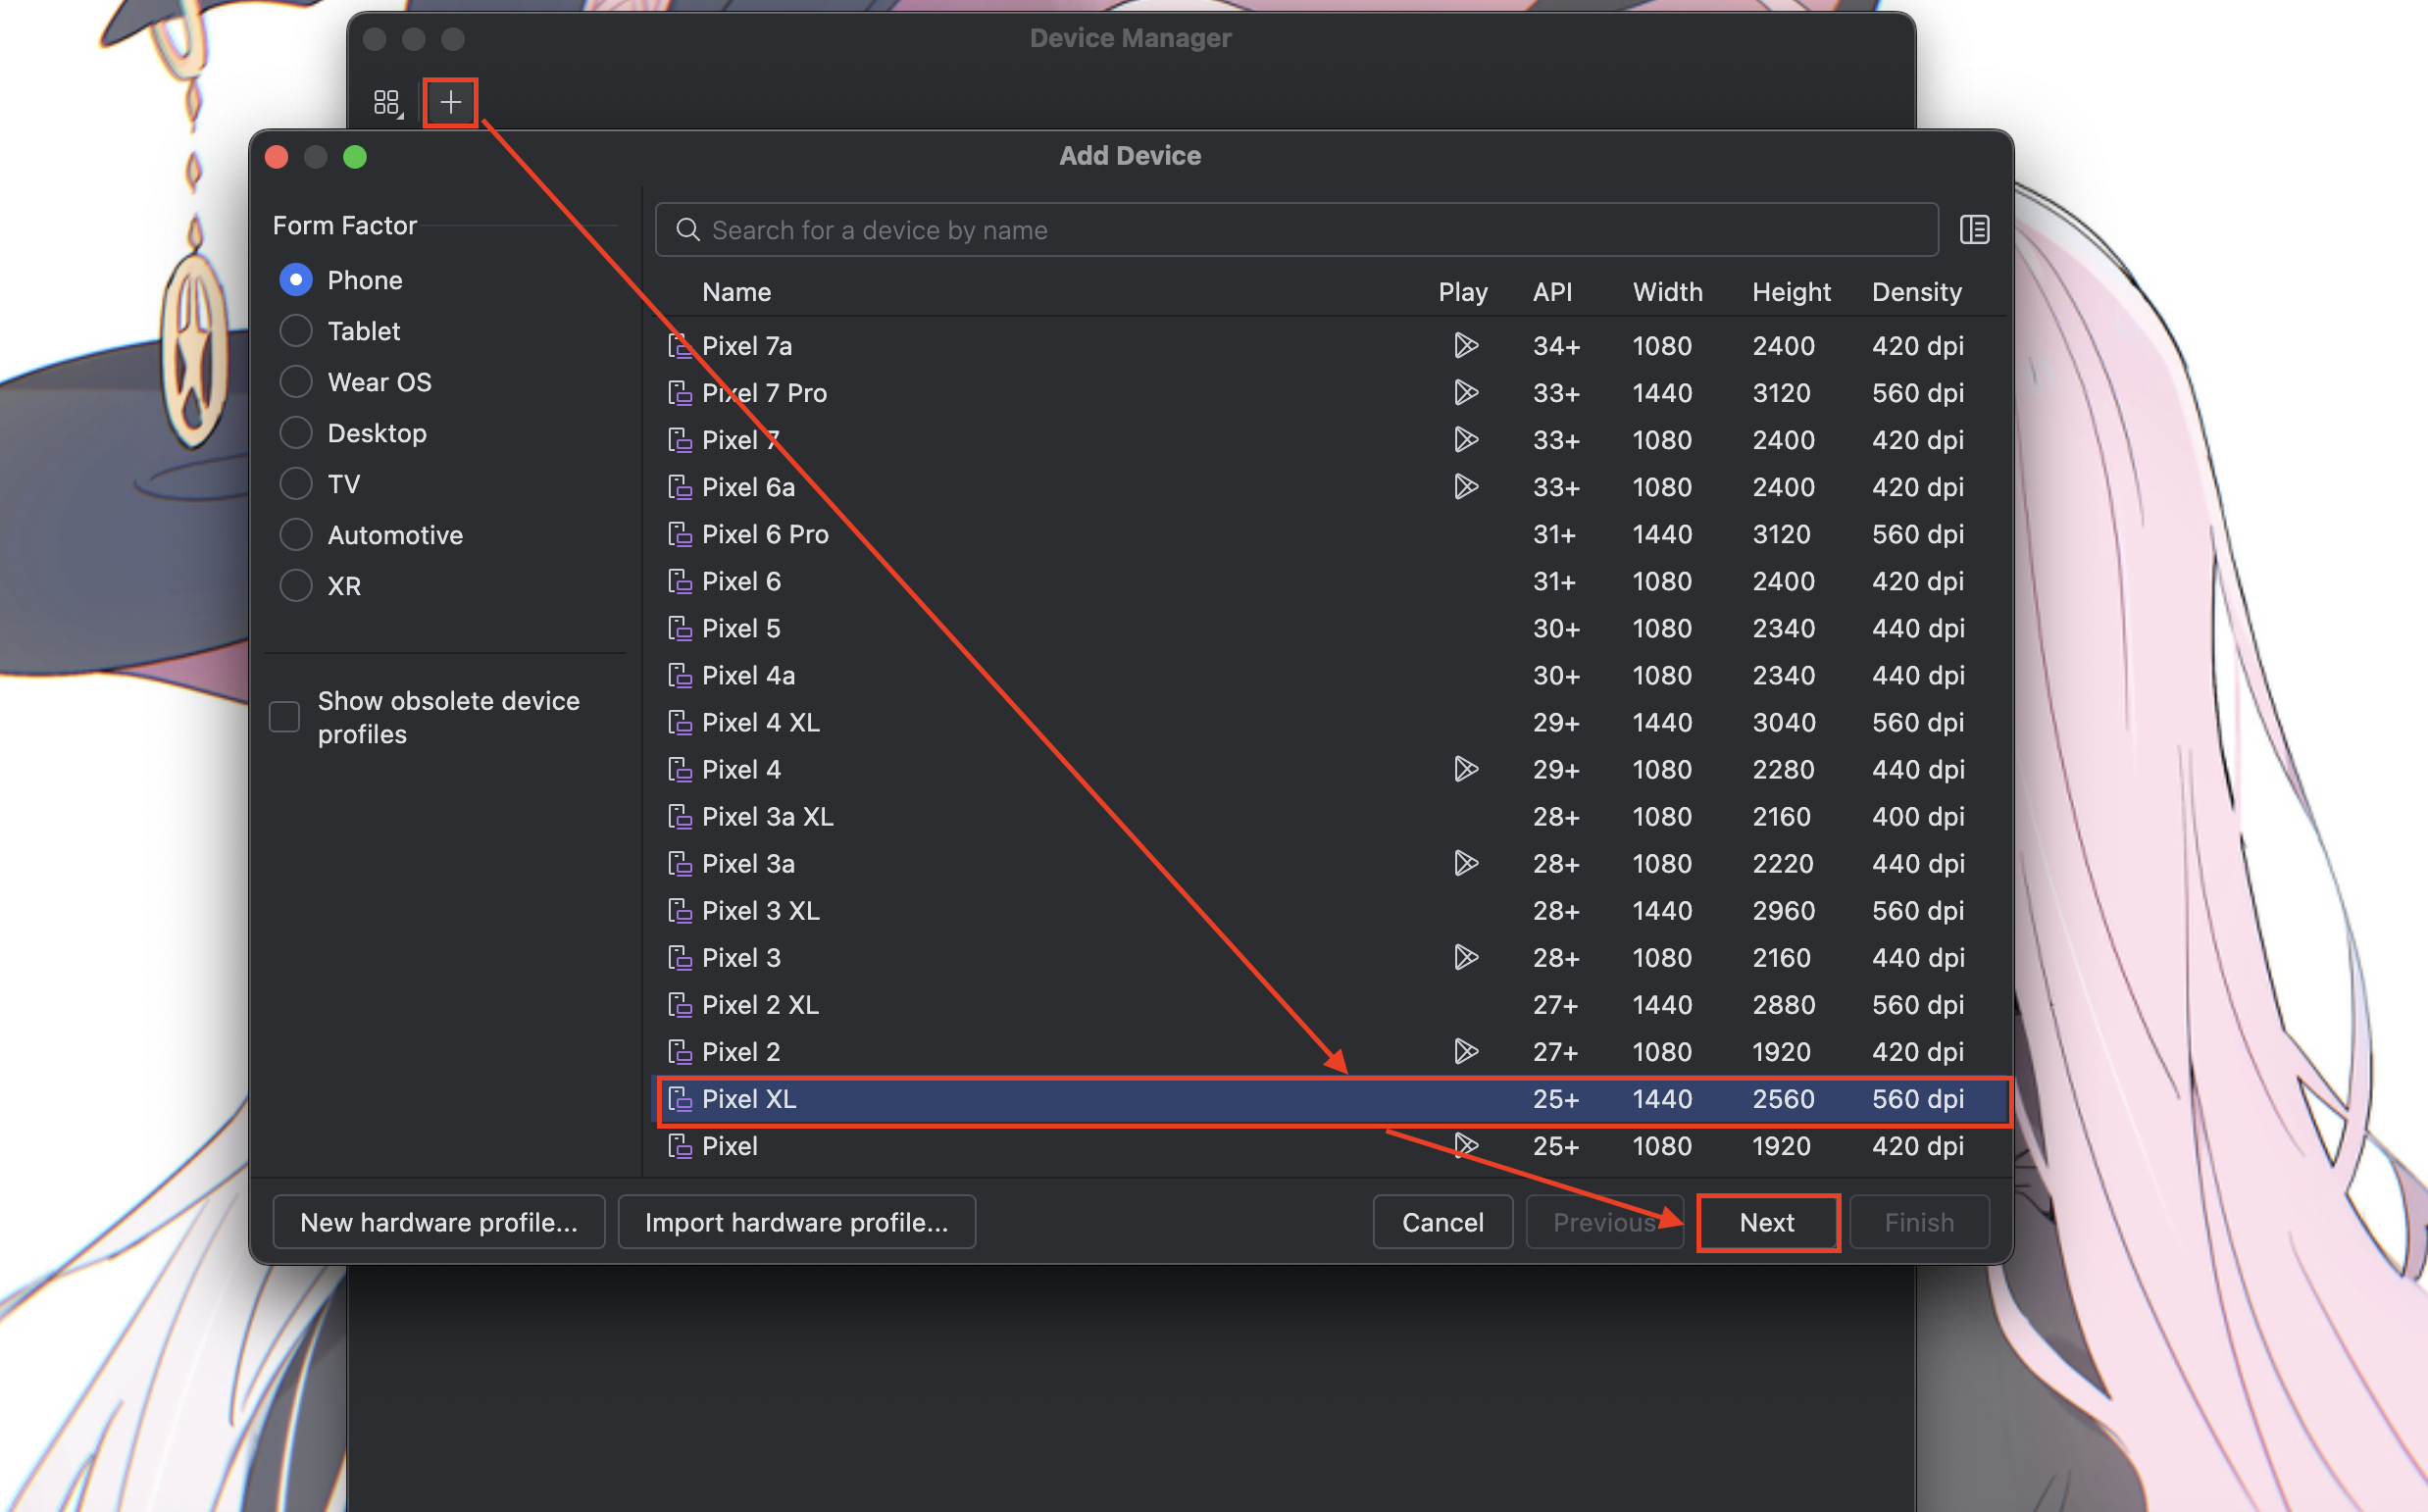 Device Manager
Add Device
Form Factor
Phone
Tablet
Wear OS
Desktop
TV
Automotive
XR
Show obsolete device
profiles
Search for a device by name
Name Play API Width Height Density
Pixel 7a 34+ 1080 2400 420 dpi
Pixel 7 Pro 33+ 1440 3120 560 dpi
Pixel 7 33+ 1080 2400 420 dpi
Pixel 6a 33+ 1080 2400 420 dpi
Pixel 6 Pro 31+ 1440 3120 560 dpi
Pixel 6 31+ 1080 2400 420 dpi
Pixel 5 30+ 1080 2340 440 dpi
Pixel 4a 30+ 1080 2340 440 dpi
Pixel 4 XL 29+ 1440 3040 560 dpi
Pixel 4 29+ 1080 2280 440 dpi
Pixel 3a XL 28+ 1080 2160 400 dpi
Pixel 3a 28+ 1080 2220 440 dpi
Pixel 3 XL 28+ 1440 2960 560 dpi
Pixel 3 28+ 1080 2160 440 dpi
Pixel 2 XL 27+ 1440 2880 560 dpi
Pixel 2 27+ 1080 1920 420 dpi
Pixel XL 25+ 1440 2560 560 dpi
Pixel 25+ 1080 1920 420 dpi
New hardware profile... Import hardware profile... Cancel Previous Next Finish